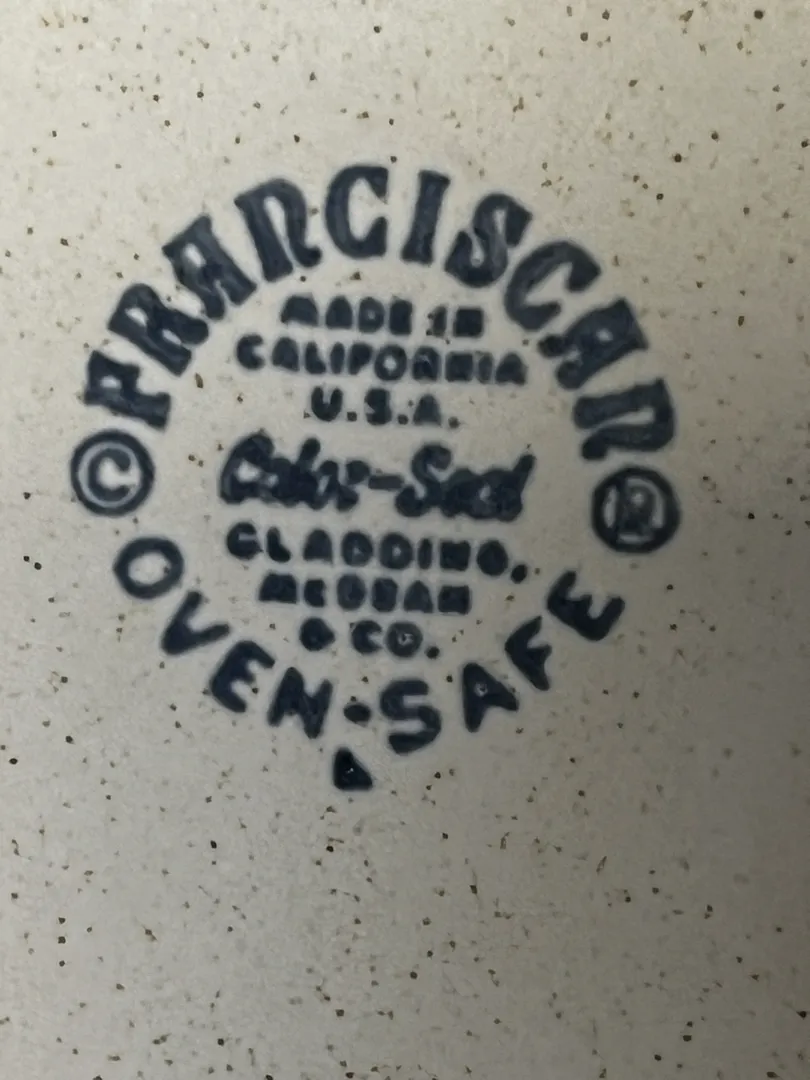 FRANCISCAN
MADE IN
CALIFORNIA
U.S.A.
Color-Seal
GLADDING,
McBEAN
& CO.
© ®
OVEN-SAFE